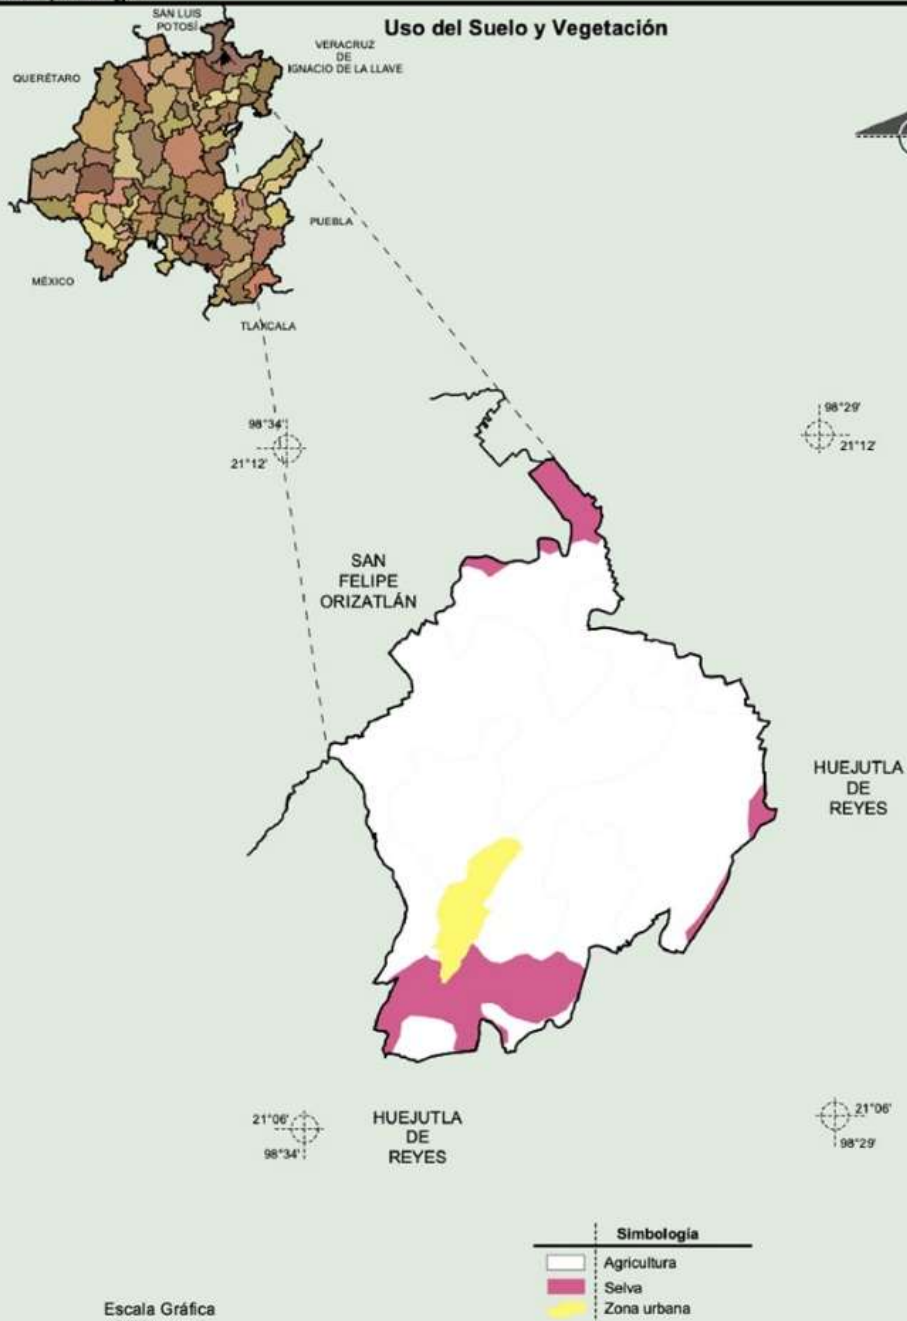 Uso del Suelo y Vegetación
SAN LUIS
POTOSÍ
VERACRUZ
DE
IGNACIO DE LA LLAVE
QUERÉTARO
PUEBLA
MÉXICO
TLAXCALA
98°34'
21°12'
98°29'
21°12'
SAN
FELIPE
ORIZATLÁN
HUEJUTLA
DE
REYES
21°06'
98°34'
HUEJUTLA
DE
REYES
21°06'
98°29'
Simbología
Agricultura
Selva
Zona urbana
Escala Gráfica